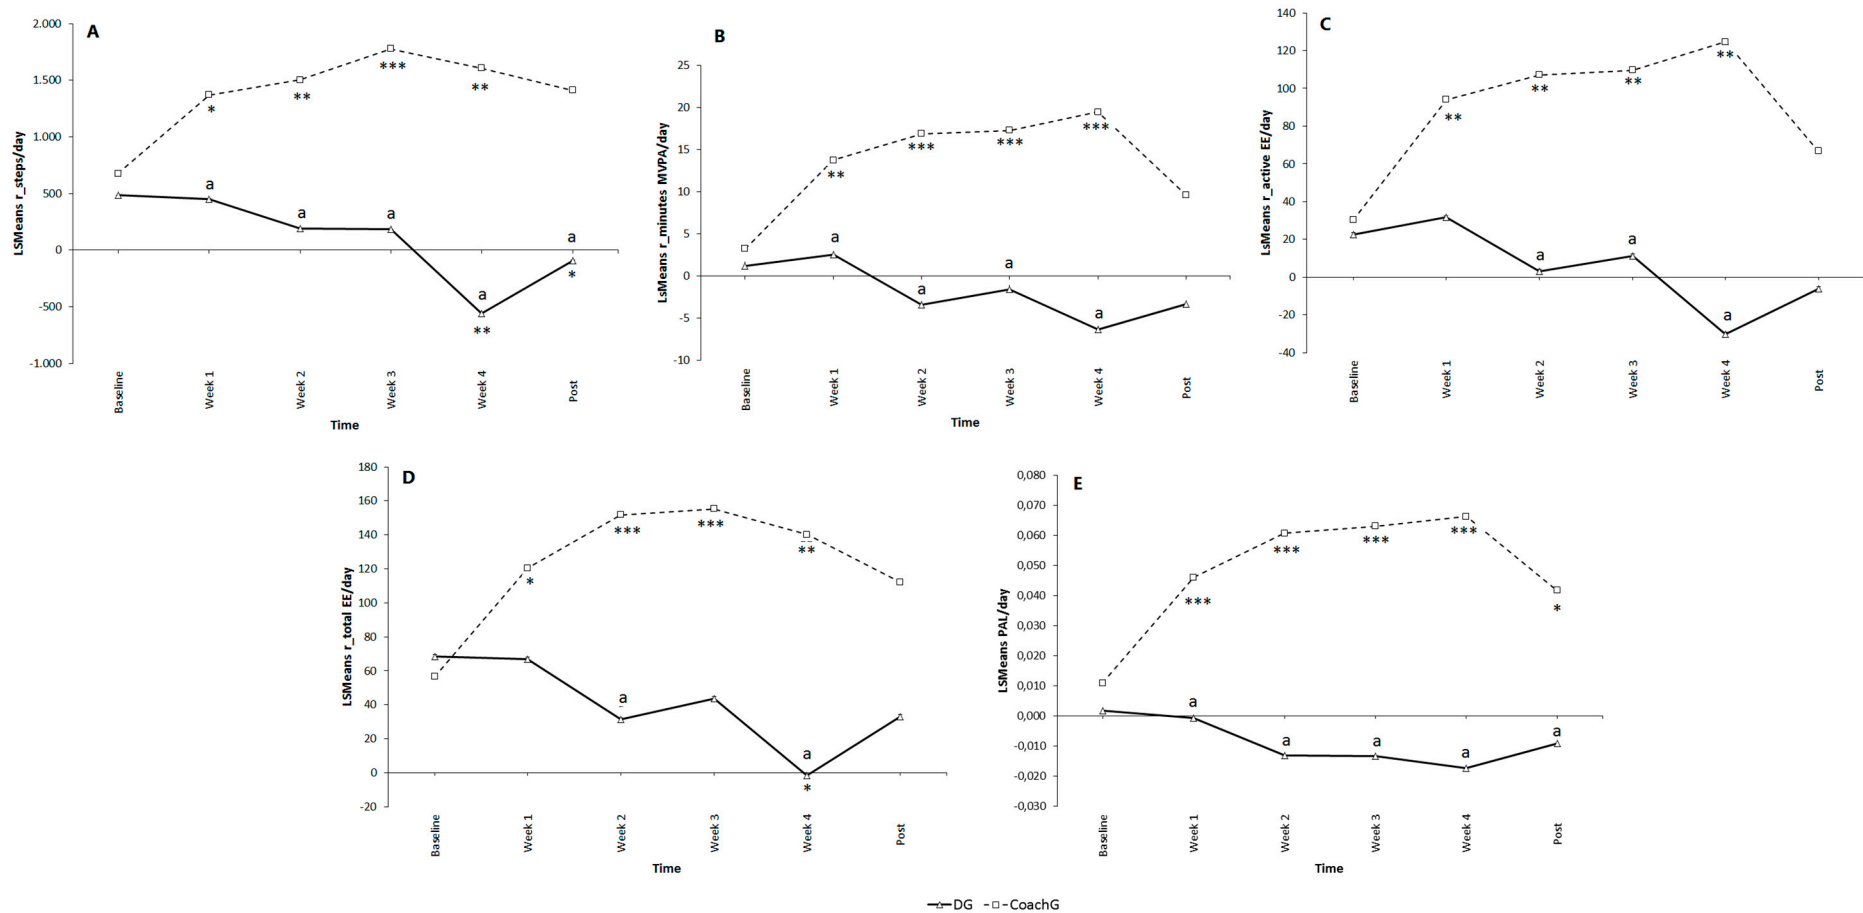 A
LSMeans r_steps/day
2.000
1.500
1.000
500
0
-500
-1.000
*
**
***
**
a
a
a
a
**
a
*
Baseline
Week 1
Week 2
Week 3
Week 4
Post
Time
B
LsMeans r_minutes MVPA/day
25
20
15
10
5
0
-5
-10
**
***
***
***
a
a
a
a
Baseline
Week 1
Week 2
Week 3
Week 4
Post
Time
C
LsMeans r_active EE/day
140
120
100
80
60
40
20
0
-20
-40
**
**
**
**
a
a
a
Baseline
Week 1
Week 2
Week 3
Week 4
Post
D
LSMeans r_total EE/day
180
160
140
120
100
80
60
40
20
0
-20
*
***
***
**
a
a
*
Baseline
Week 1
Week 2
Week 3
Week 4
Post
Time
E
LSMeans PAL/day
0,080
0,070
0,060
0,050
0,040
0,030
0,020
0,010
0,000
-0,010
-0,020
-0,030
***
***
***
***
*
a
a
a
a
a
Baseline
Week 1
Week 2
Week 3
Week 4
Post
Time
DG CoachG